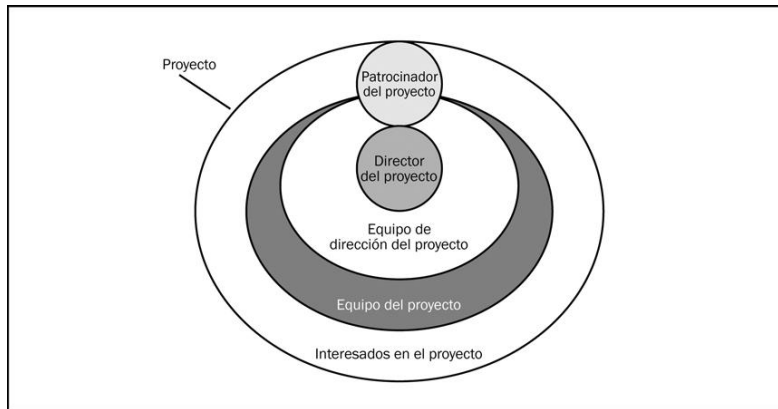 Proyecto
Patrocinador
del proyecto
Director
del proyecto
Equipo de
dirección del proyecto
Equipo del proyecto
Interesados en el proyecto